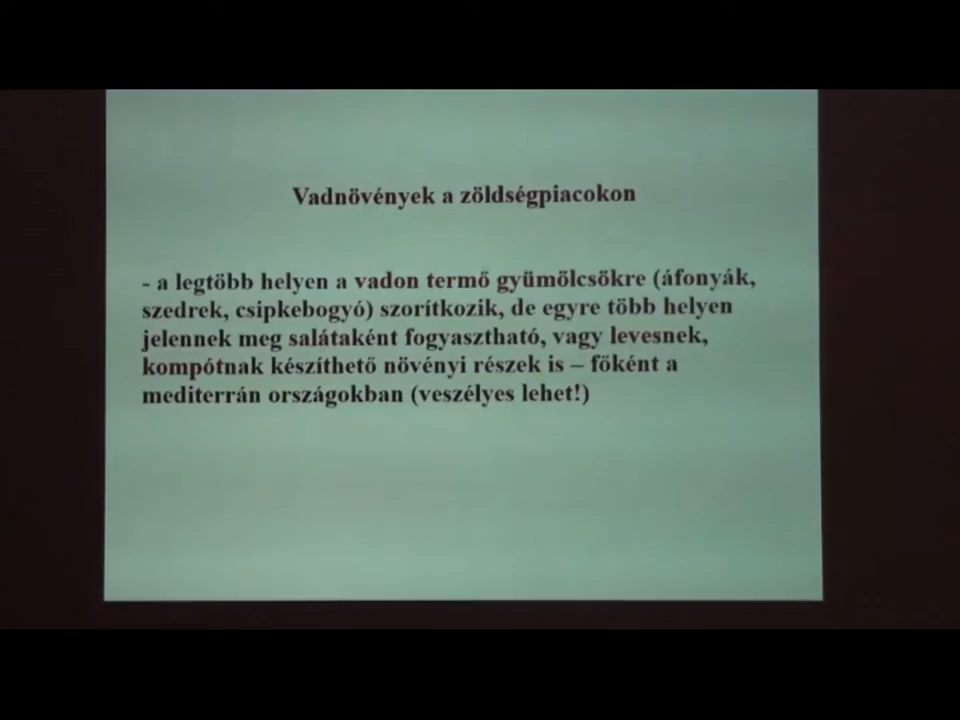 Vadnövények a zöldségpiacokon
- a legtöbb helyen a vadon termő gyümölcsökre (áfonyák,
szedrek, csipkebogyó) szorítkozik, de egyre több helyen
jelennek meg salátaként fogyasztható, vagy levesnek,
kompótnak készíthető növényi részek is – főként a
mediterrán országokban (veszélyes lehet!)